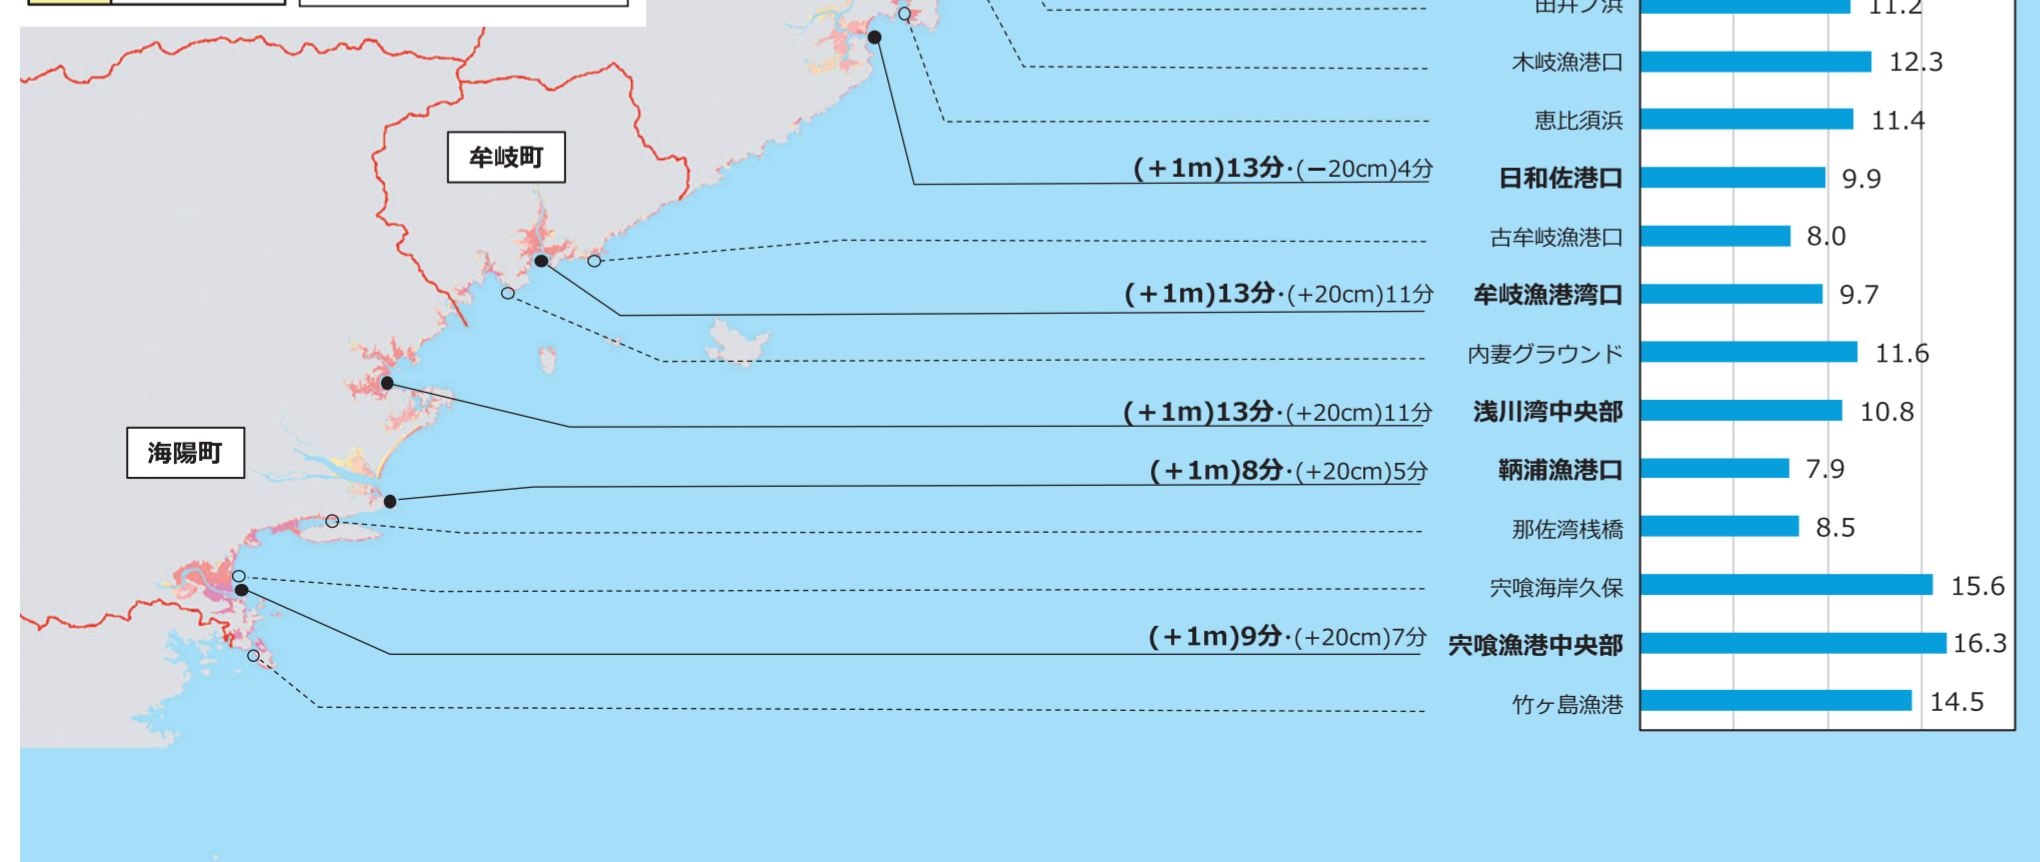 田井ノ浜 11.2
木岐漁港口 12.3
恵比須浜 11.4
牟岐町
(+1m)13分·(−20cm)4分 日和佐港口 9.9
古牟岐漁港口 8.0
(+1m)13分·(+20cm)11分 牟岐漁港湾口 9.7
内妻グラウンド 11.6
(+1m)13分·(+20cm)11分 浅川湾中央部 10.8
海陽町
(+1m)8分·(+20cm)5分 鞆浦漁港口 7.9
那佐湾桟橋 8.5
宍喰海岸久保 15.6
(+1m)9分·(+20cm)7分 宍喰漁港中央部 16.3
竹ヶ島漁港 14.5